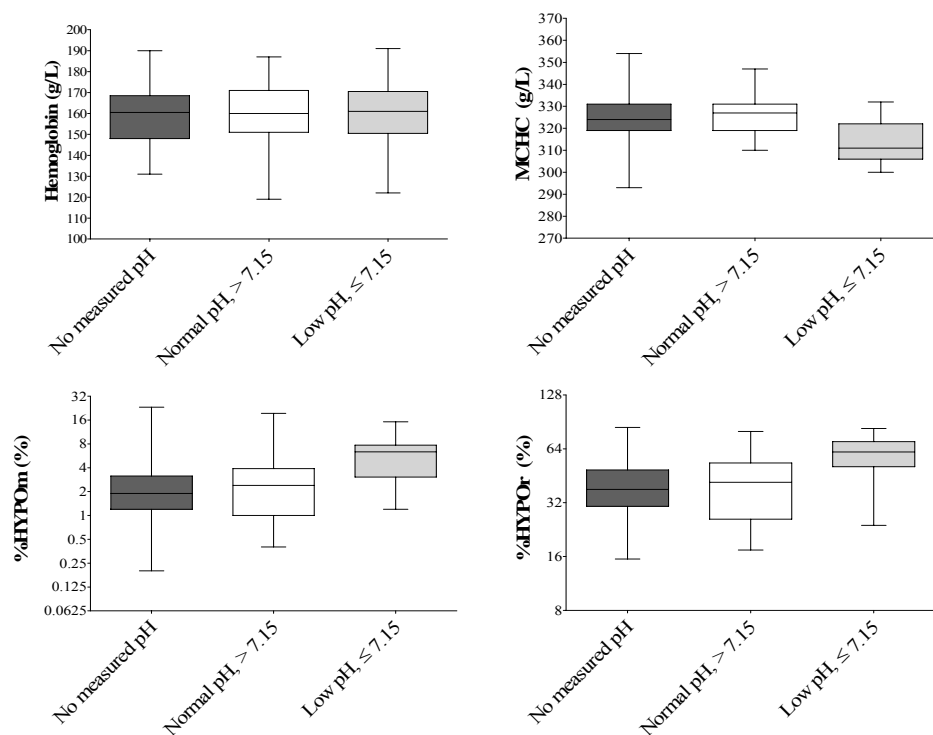 Hemoglobin (g/L)
200
190
180
170
160
150
140
130
120
110
100
No measured pH
Normal pH, > 7.15
Low pH, ≤ 7.15
MCHC (g/L)
370
360
350
340
330
320
310
300
290
280
270
No measured pH
Normal pH, > 7.15
Low pH, ≤ 7.15
%HYPOm (%)
32
16
8
4
2
1
0.5
0.25
0.125
0.0625
No measured pH
Normal pH, > 7.15
Low pH, ≤ 7.15
%HYPOr (%)
128
64
32
16
8
No measured pH
Normal pH, > 7.15
Low pH, ≤ 7.15